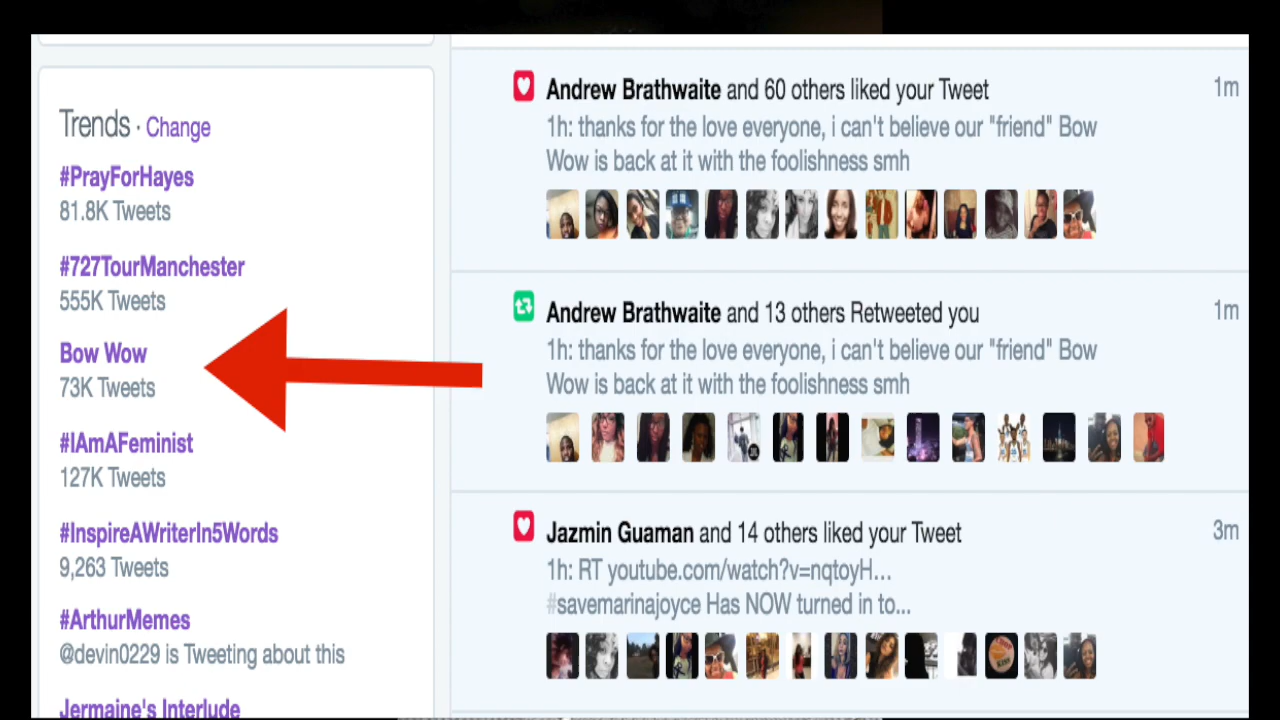 Trends · Change
#PrayForHayes
81.8K Tweets
#727TourManchester
555K Tweets
Bow Wow
73K Tweets
#IAmAFeminist
127K Tweets
#InspireAWriterIn5Words
9,263 Tweets
#ArthurMemes
@devin0229 is Tweeting about this
Jermaine's Interlude
Andrew Brathwaite and 60 others liked your Tweet
1m
1h: thanks for the love everyone, i can't believe our "friend" Bow
Wow is back at it with the foolishness smh
Andrew Brathwaite and 13 others Retweeted you
1m
1h: thanks for the love everyone, i can't believe our "friend" Bow
Wow is back at it with the foolishness smh
Jazmin Guaman and 14 others liked your Tweet
3m
1h: RT youtube.com/watch?v=nqtoyH...
#savemarinajoyce Has NOW turned in to...